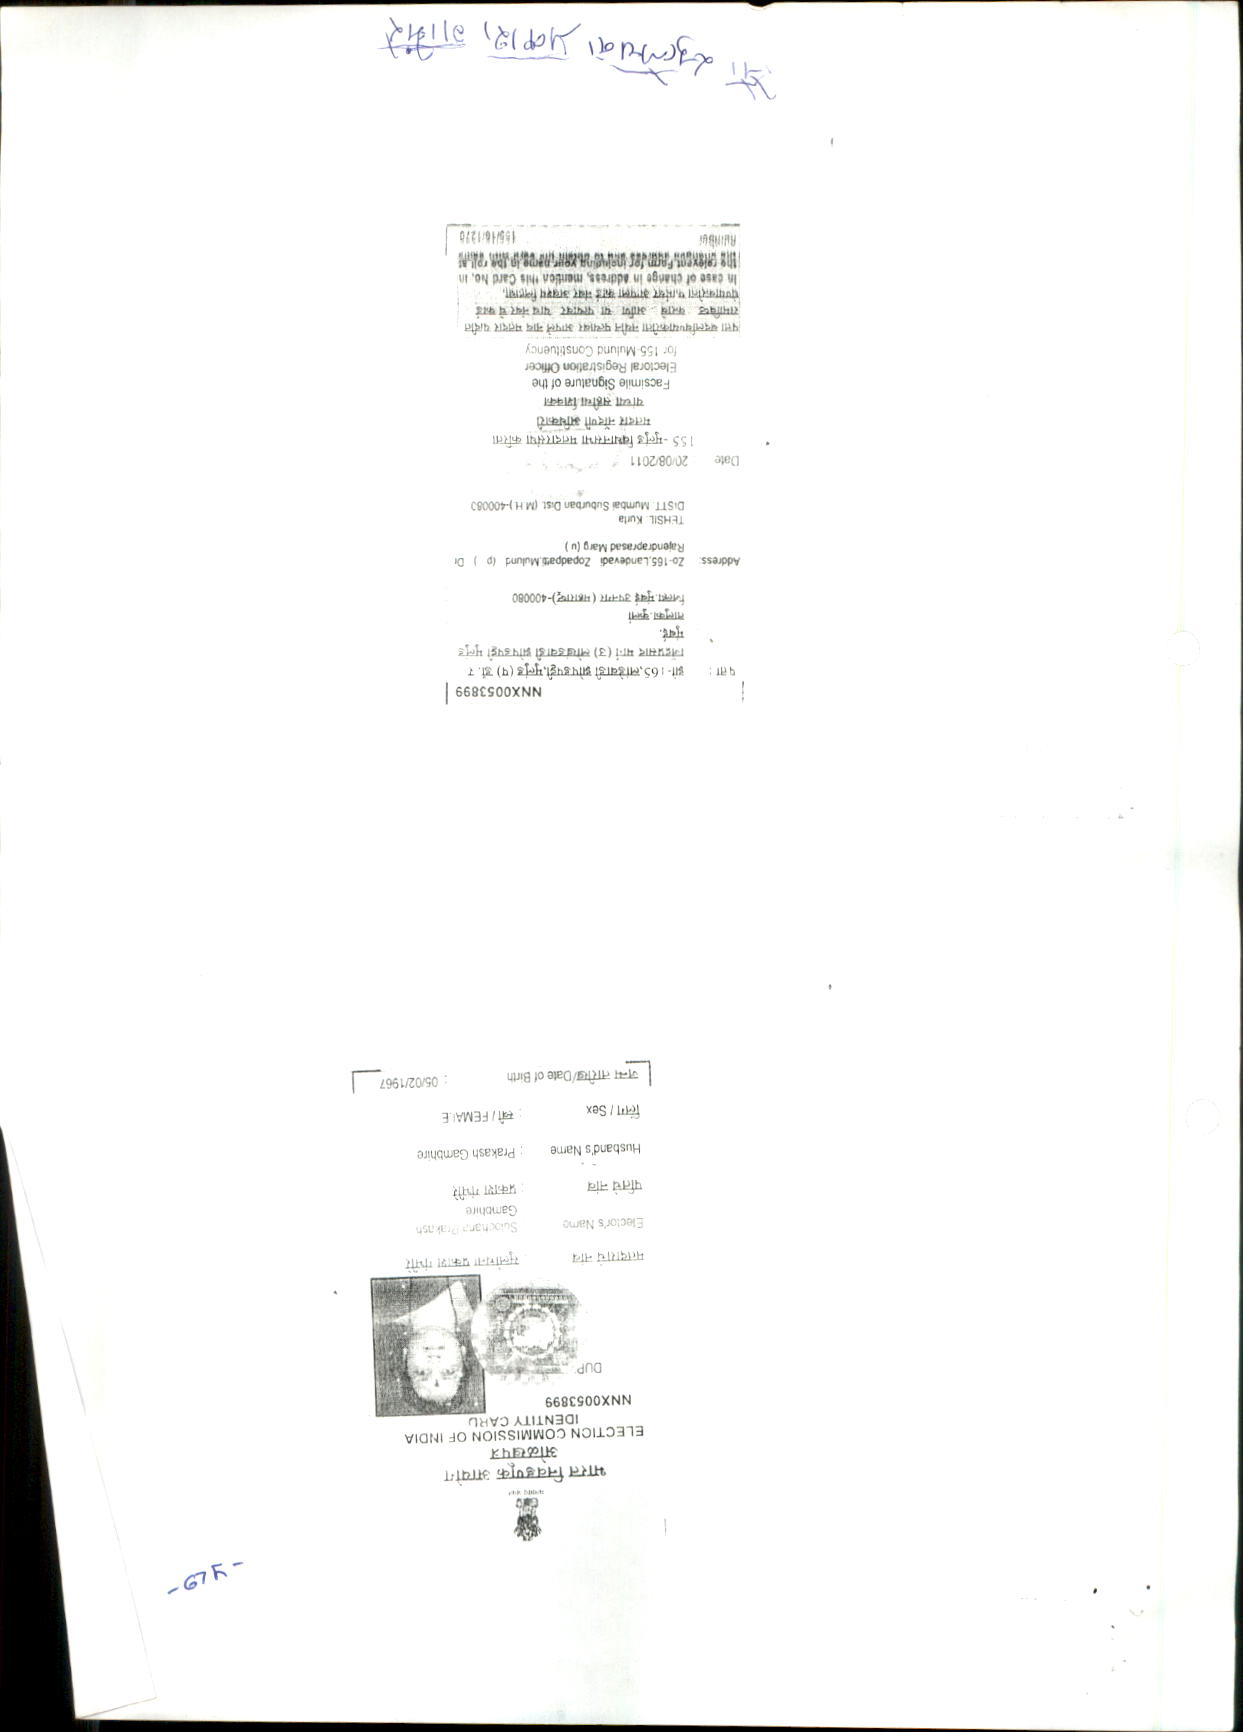 -५७-
भारत निवडणूक आयोग
ओळखपत्र
ELECTION COMMISSION OF INDIA
IDENTITY CARD
NNX0053899
DUP
मतदाराचे नांव : सुलोचना प्रकाश गंभीरे
Elector's Name Sulochana Prakash
Gambhire
पतिचे नांव : प्रकाश गंभीरे
Husband's Name : Prakash Gambhire
लिंग / Sex : स्त्री / FEMALE
जन्म तारीख/Date of Birth : 05/02/1967
NNX0053899
पता : झो-165,लांडेवाडी झोपडपट्टी,मुलुंड (प) डॉ. र
जिंद्रप्रसाद मार्ग (उ) लोखंडवाडी झोपडपट्टी मुलुंड
मुंबई.
तालुका.कुर्ला
जिल्हा.मुंबई उपनगर (महाराष्ट्र)-400080
Address: Zo-165,Landevadi Zopadpatti,Mulund (p ) Dr
Rajendraprasad Marg (u )
TEHSIL. Kurla
DISTT. Mumbai Suburban Dist. (M.H.)-400080
Date 20/08/2011
155 -मुलुंड विधानसभा मतदारसंघा करिता
मतदार नोंदणी अधिकारी
यांच्या सहीचा शिक्का
Facsimile Signature of the
Electoral Registration Officer
for 155-Mulund Constituency
पत्ता बदलविण्याकरीता नवीन पत्यावर आपले नाव मतदार यादीत
समाविष्ठ करावे आणि या पत्यावर याच नंबर चे कार्ड
घेण्याकरीता फार्मवर आपला कार्ड नंबर अवश्य लिहावा.
In case of change in address, mention this Card No. in
the relevent Form for including your name in the roll at
the changed address and to obtain the card with same
number 155/16/1270
सौ सुलोचना प्रकाश गंभिरे